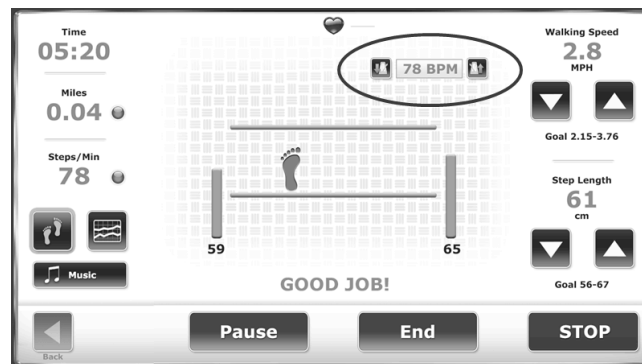 Time
05:20
Miles
0.04
Steps/Min
78
Music
78 BPM
59
65
GOOD JOB!
Walking Speed
2.8
MPH
Goal 2.15-3.76
Step Length
61
cm
Goal 56-67
Back
Pause
End
STOP